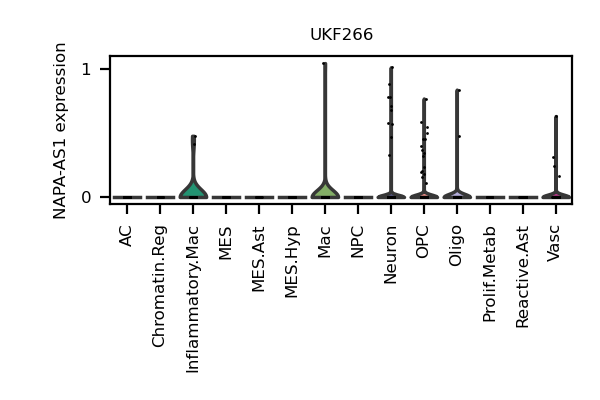 UKF266
NAPA-AS1 expression
1
0
AC
Chromatin.Reg
Inflammatory.Mac
MES
MES.Ast
MES.Hyp
Mac
NPC
Neuron
OPC
Oligo
Prolif.Metab
Reactive.Ast
Vasc